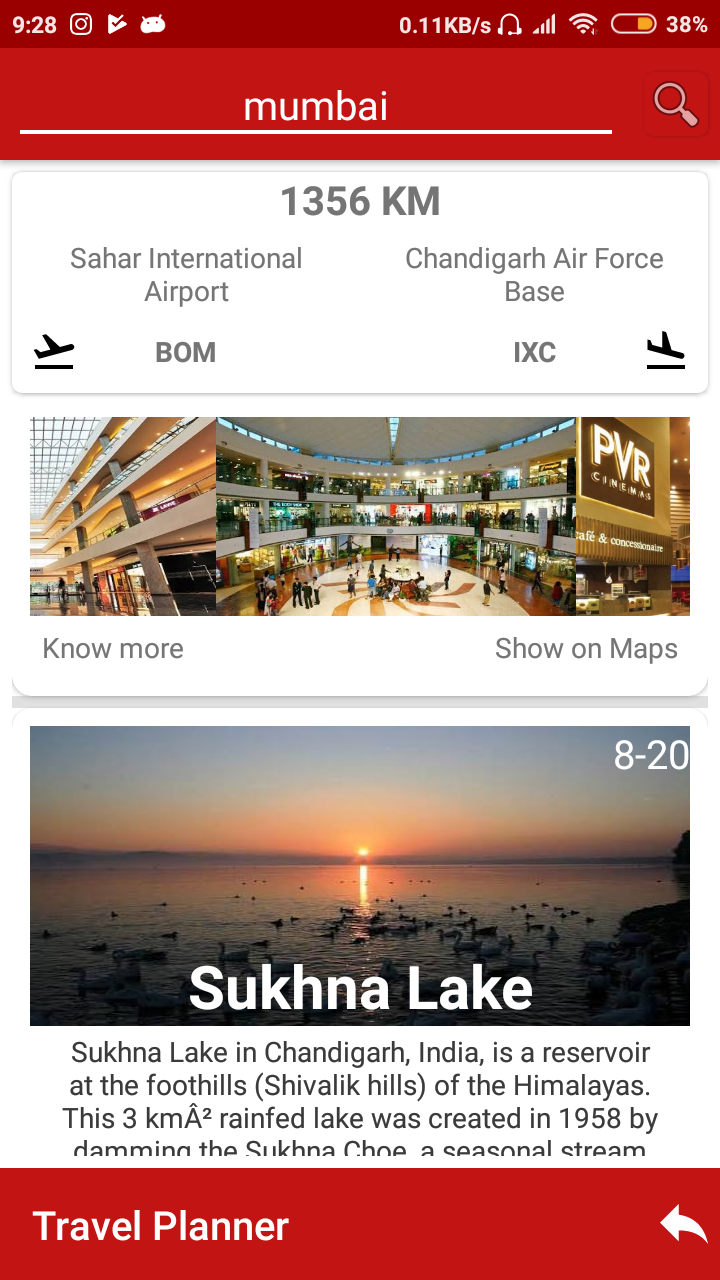 9:28 0.11KB/s 38%
mumbai
1356 KM
Sahar International
Airport
Chandigarh Air Force
Base
BOM IXC
PVR
CINEMAS
café & concessionaire
Know more Show on Maps
8-20
Sukhna Lake
Sukhna Lake in Chandigarh, India, is a reservoir
at the foothills (Shivalik hills) of the Himalayas.
This 3 kmÂ² rainfed lake was created in 1958 by
damming the Sukhna Choe, a seasonal stream
Travel Planner